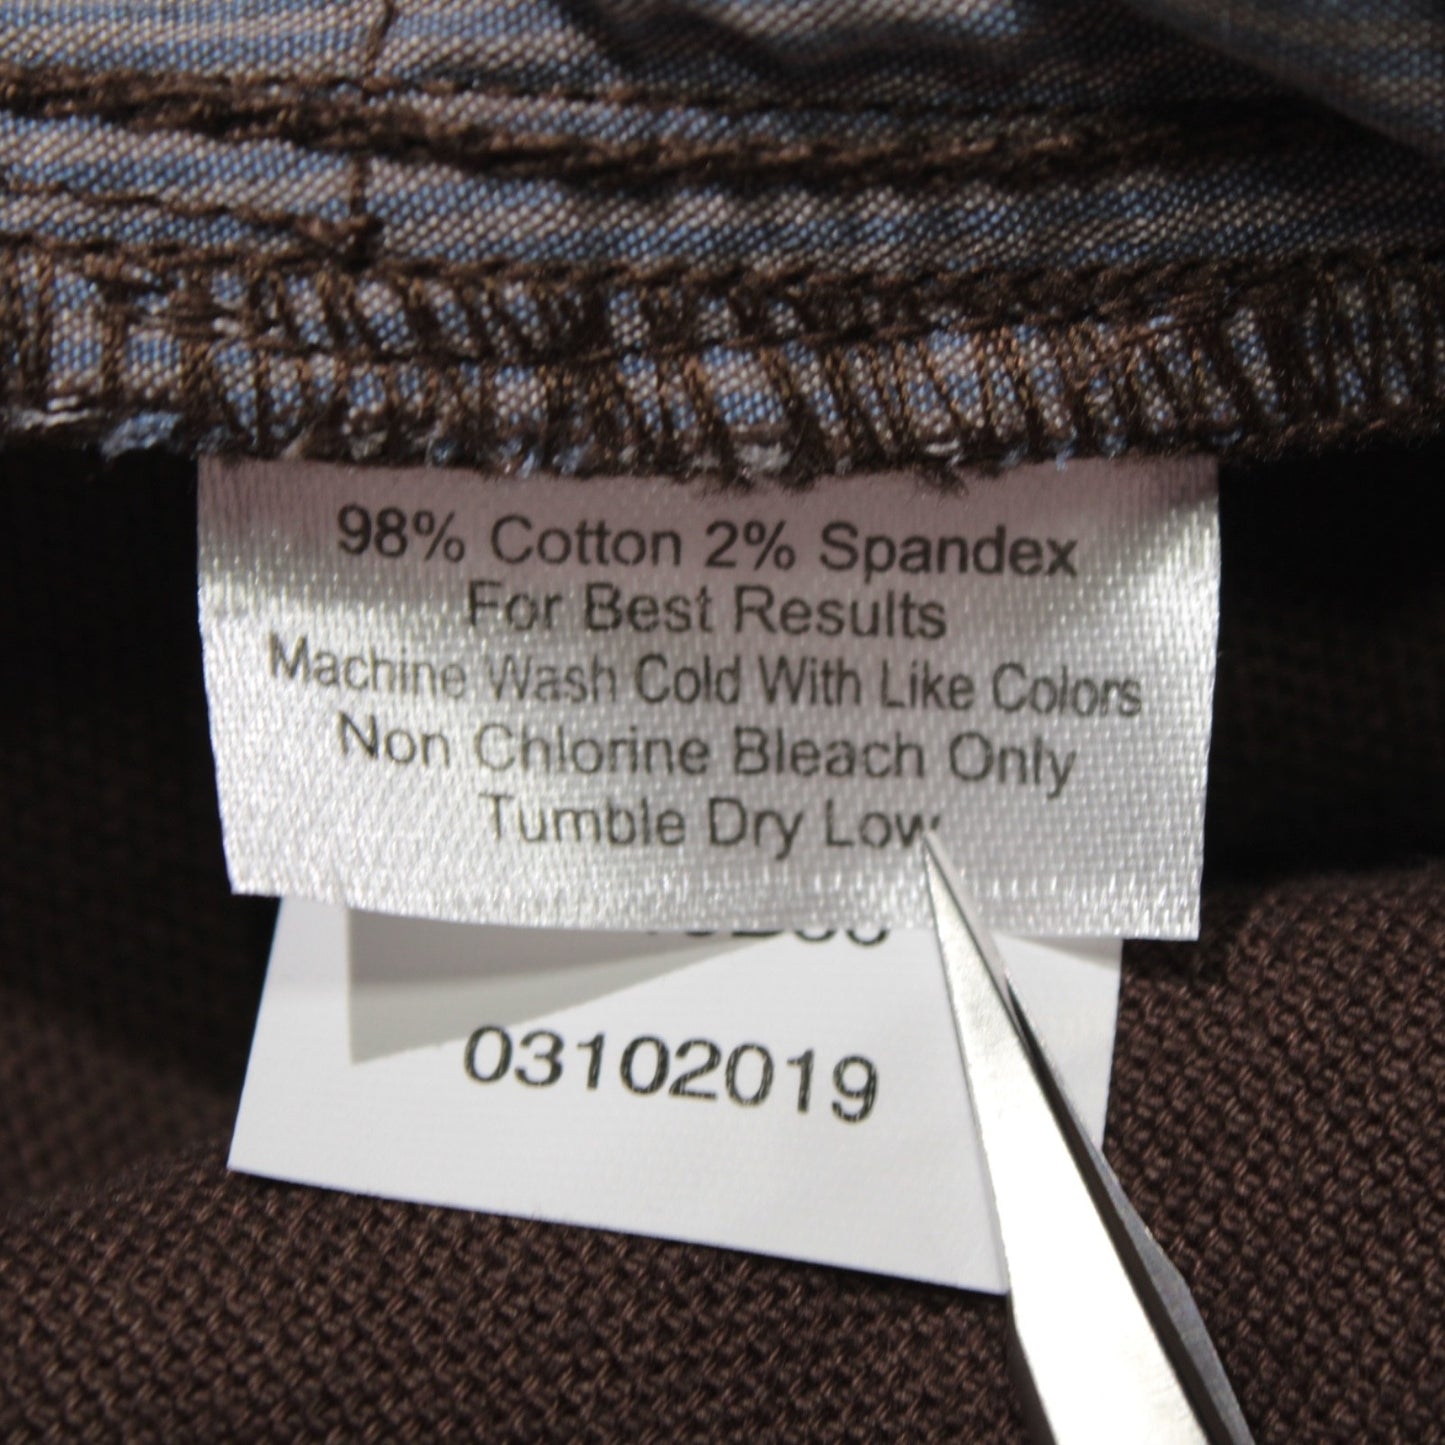 98% Cotton 2% Spandex
For Best Results
Machine Wash Cold With Like Colors
Non Chlorine Bleach Only
Tumble Dry Low
03102019